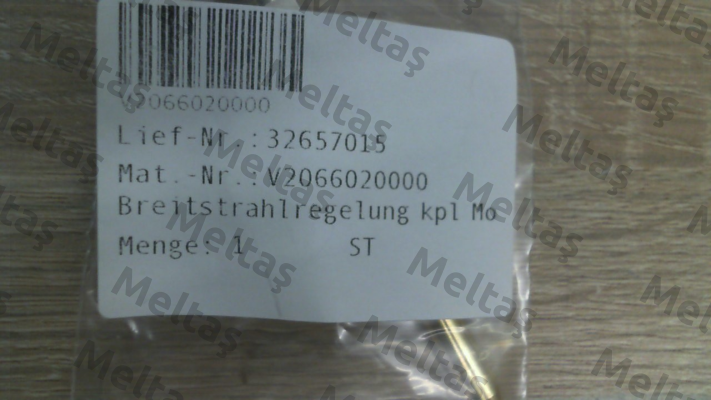 V2066020000
Lief-Nr.:32657015
Mat.-Nr.:V2066020000
Breitstrahlregelung kpl Mo
Menge: 1 ST
Meltaş